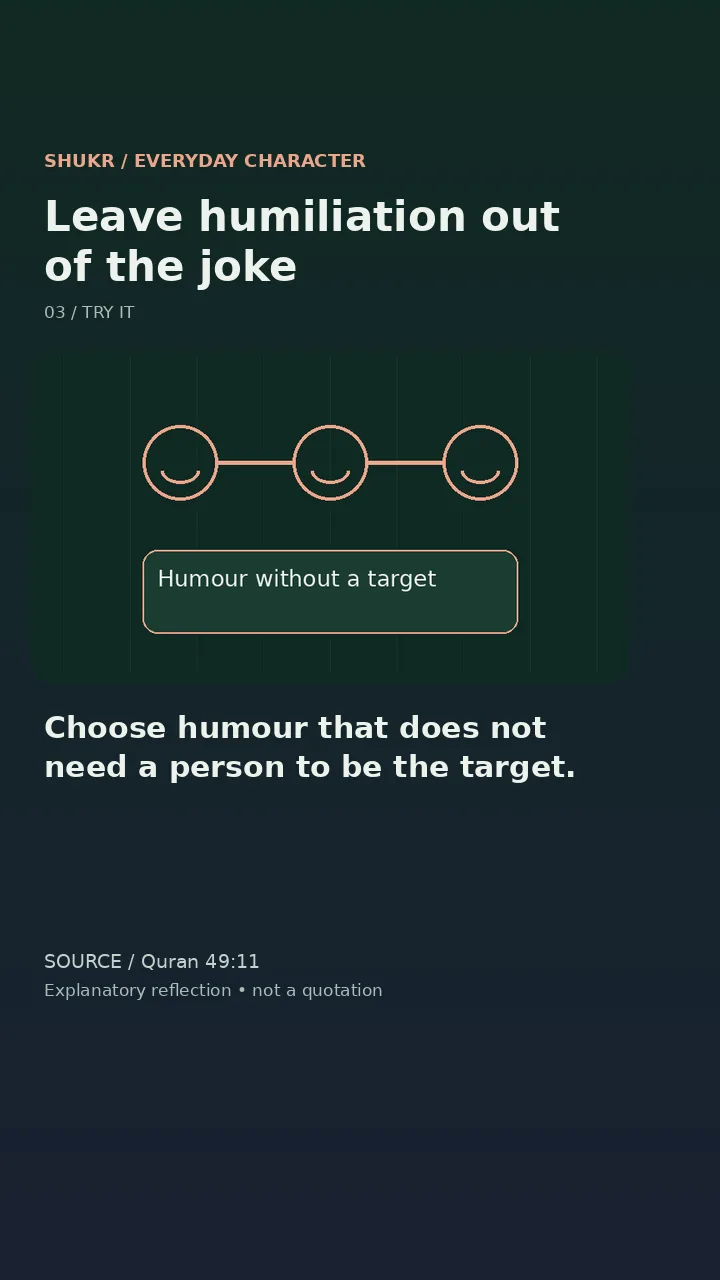 SHUKR / EVERYDAY CHARACTER
Leave humiliation out
of the joke
03 / TRY IT
Humour without a target
Choose humour that does not
need a person to be the target.
SOURCE / Quran 49:11
Explanatory reflection • not a quotation